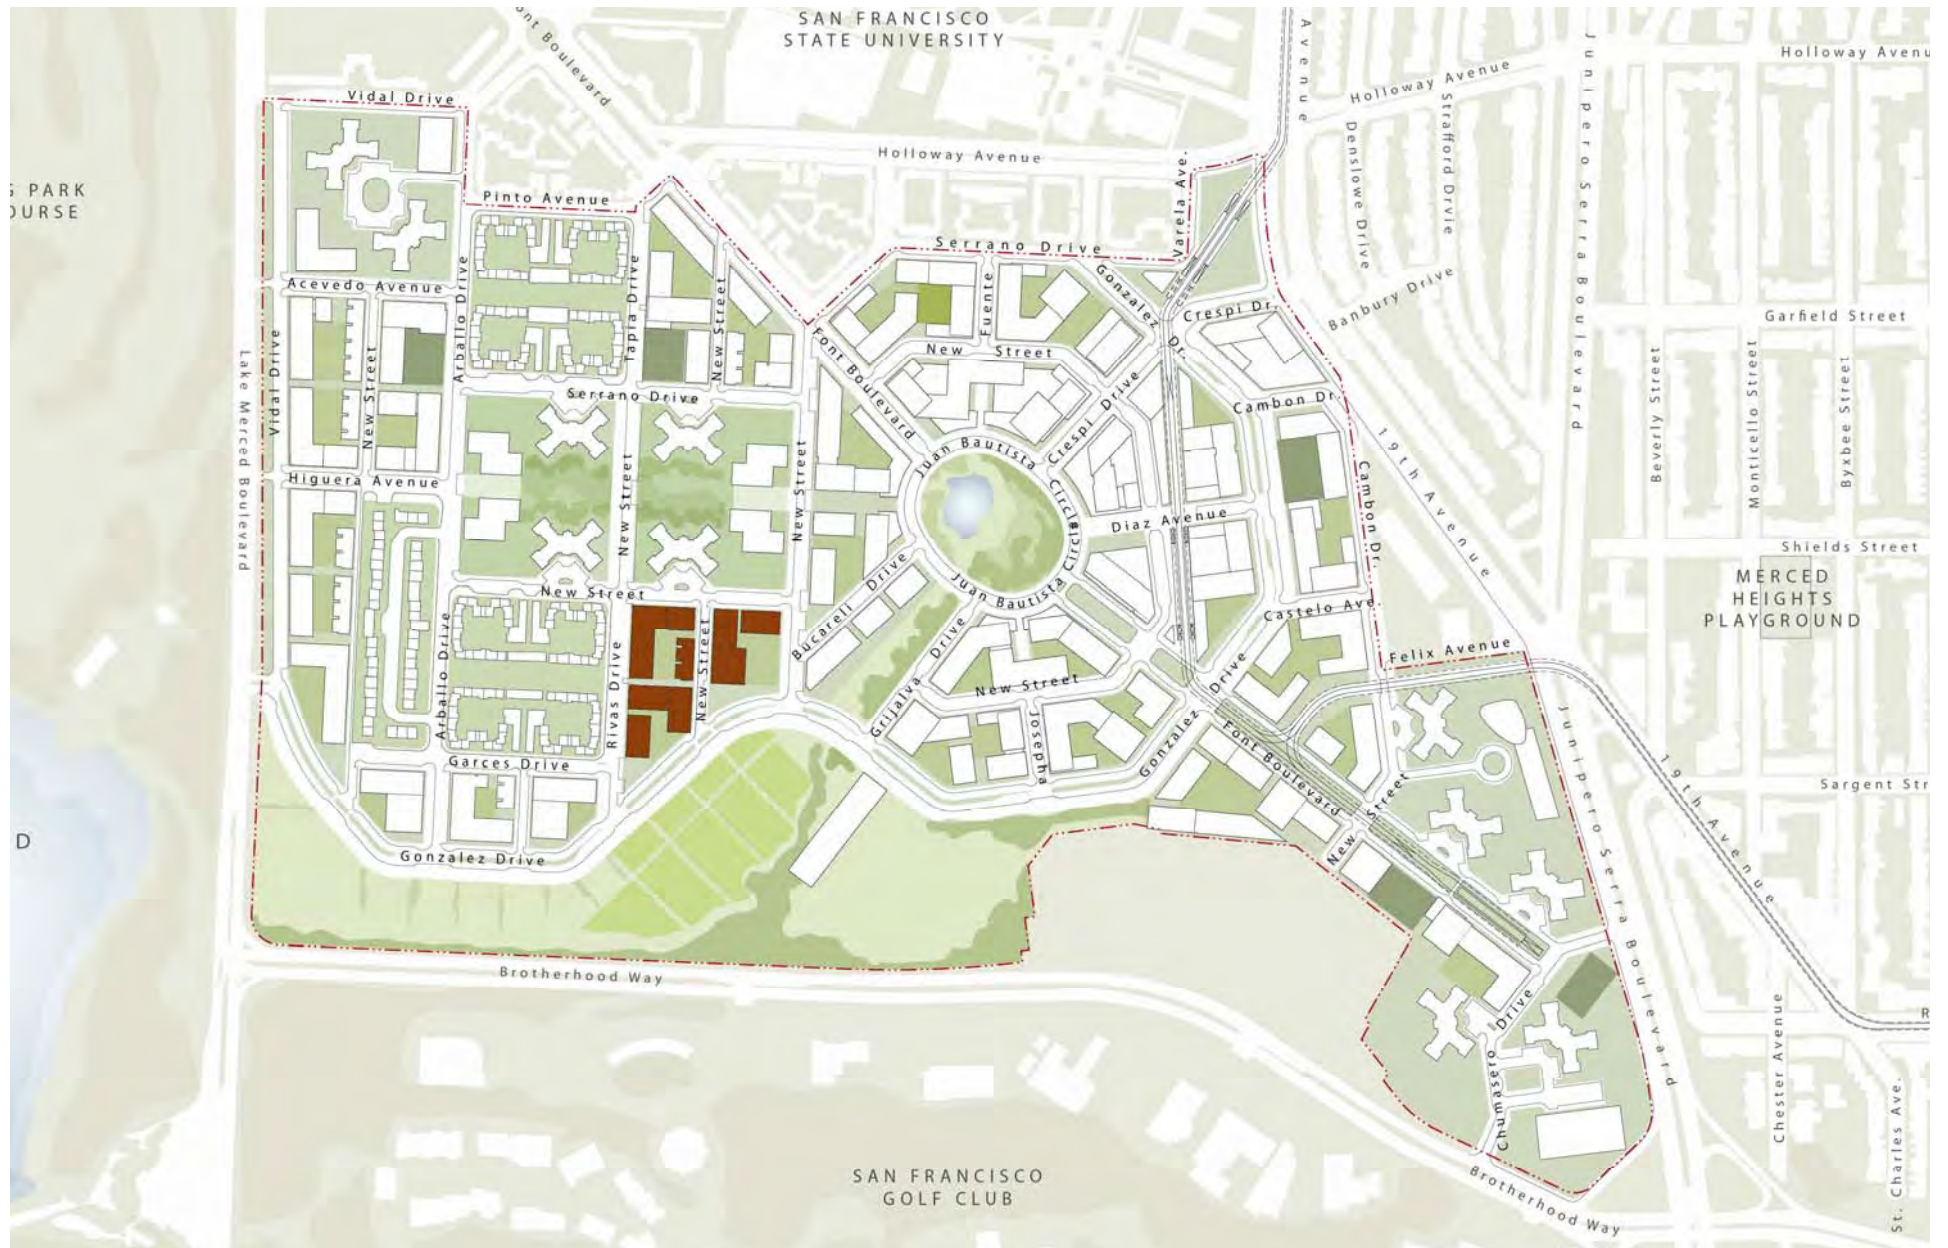 SAN FRANCISCO
STATE UNIVERSITY
Avenue
Holloway Avenue
Holloway Avenu
Junipero Serra Boulevard
Strafford Drvie
Denslowe Drive
ont Boulevard
Vidal Drive
Holloway Avenue
PARK
OURSE
Pinto Avenue
Varela Ave.
Serrano Drive
Gonzalez Dr.
Banbury Drive
Acevedo Avenue
Arballo Drive
Tapia Drive
New Street
Fuente
Crespi Dr.
Garfield Street
Vidal Drive
New Street
Font Boulevard
New Street
Lake Merced Boulevard
Serrano Drive
Crespi Drive
Cambon Dr.
Beverly Street
Monticello Street
Byxbee Street
19th Avenue
Juan Bautista Circle
New Street
New Street
Higuera Avenue
Cambon Dr.
Diaz Avenue
Shields Street
MERCED
HEIGHTS
PLAYGROUND
Bucareli Drive
Juan Bautista Circle
New Street
Castelo Ave.
Arballo Drive
Rivas Drive
New Street
Grijalva Drive
Felix Avenue
New Street
Josepha
Gonzalez Drive
Font Boulevard
Junipero Serra Boulevard
19th Avenue
Garces Drive
New Street
Sargent Str
Gonzalez Drive
D
Brotherhood Way
Chumasero Drive
Chester Avenue
R
St. Charles Ave.
SAN FRANCISCO
GOLF CLUB
Brotherhood Way